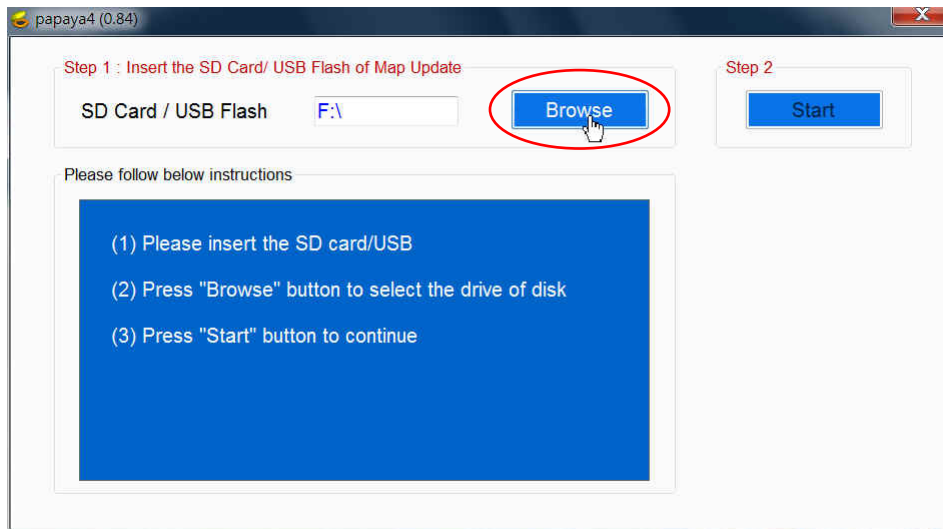 papaya4 (0.84)
Step 1 : Insert the SD Card/ USB Flash of Map Update
SD Card / USB Flash
F:\
Browse
Step 2
Start
Please follow below instructions
(1) Please insert the SD card/USB
(2) Press "Browse" button to select the drive of disk
(3) Press "Start" button to continue